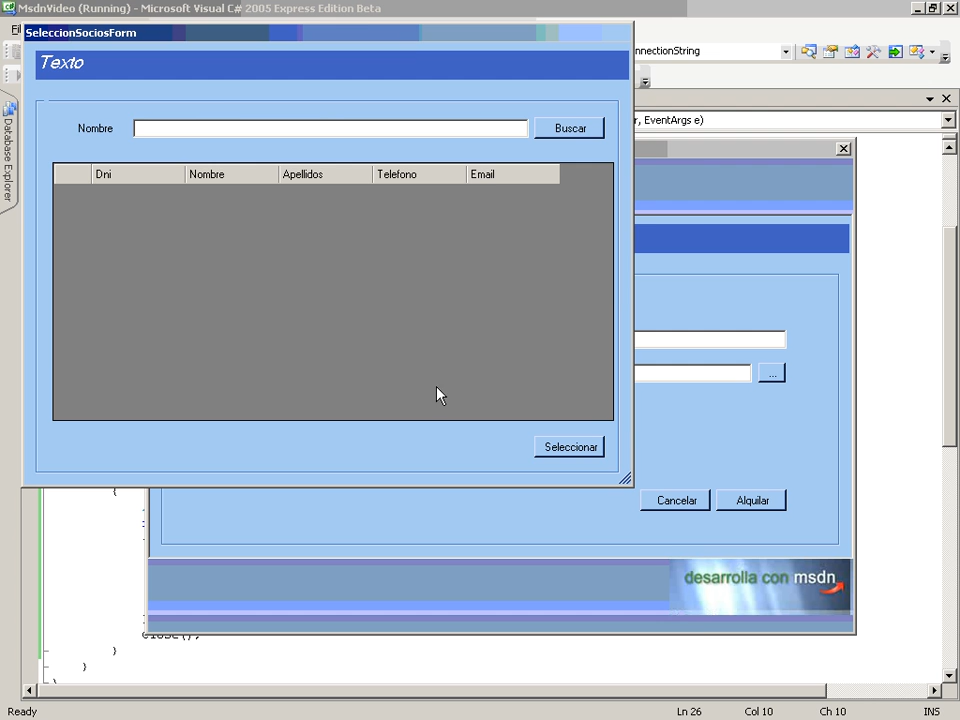 MsdnVideo (Running) - Microsoft Visual C# 2005 Express Edition Beta
SeleccionSociosForm
Texto
nnectionString
r, EventArgs e)
Database Explorer
Nombre
Buscar
Dni
Nombre
Apellidos
Telefono
Email
...
Seleccionar
Cancelar
Alquilar
{
desarrolla con msdn
}
}
Ready
Ln 26
Col 10
Ch 10
INS